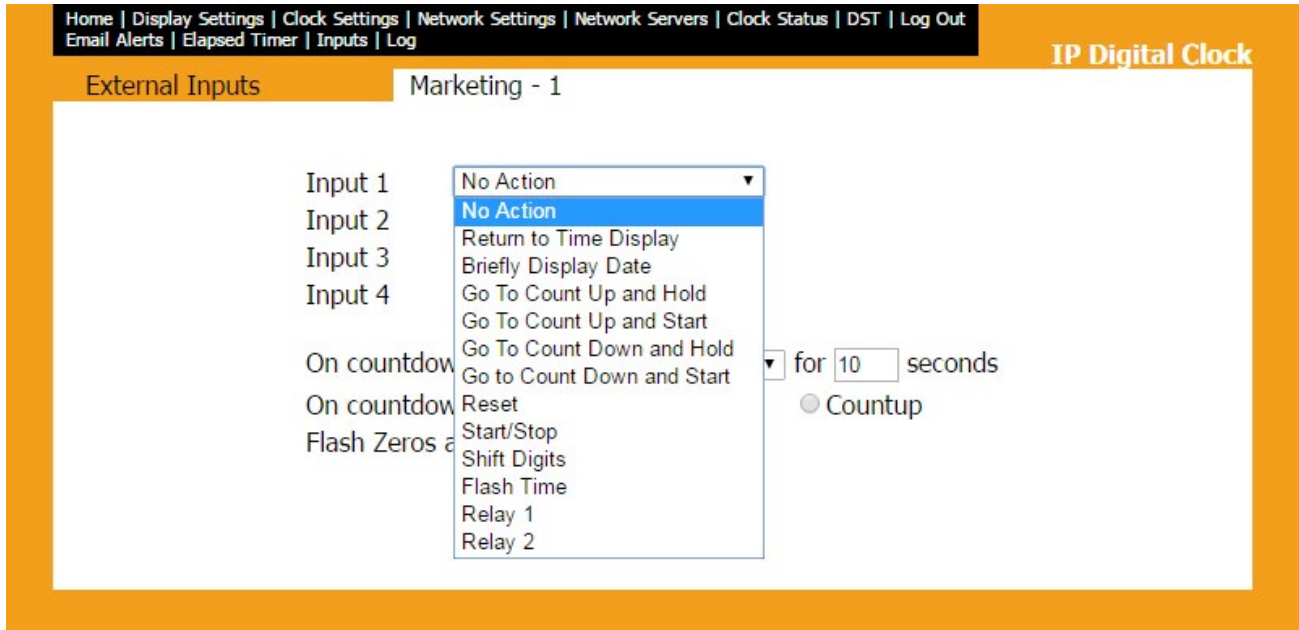 Home | Display Settings | Clock Settings | Network Settings | Network Servers | Clock Status | DST | Log Out
Email Alerts | Elapsed Timer | Inputs | Log
IP Digital Clock
External Inputs Marketing - 1
Input 1 No Action
Input 2
Input 3
Input 4
No Action
Return to Time Display
Briefly Display Date
Go To Count Up and Hold
Go To Count Up and Start
Go To Count Down and Hold
Go to Count Down and Start
Reset
Start/Stop
Shift Digits
Flash Time
Relay 1
Relay 2
On countdow for 10 seconds
On countdow Countup
Flash Zeros a